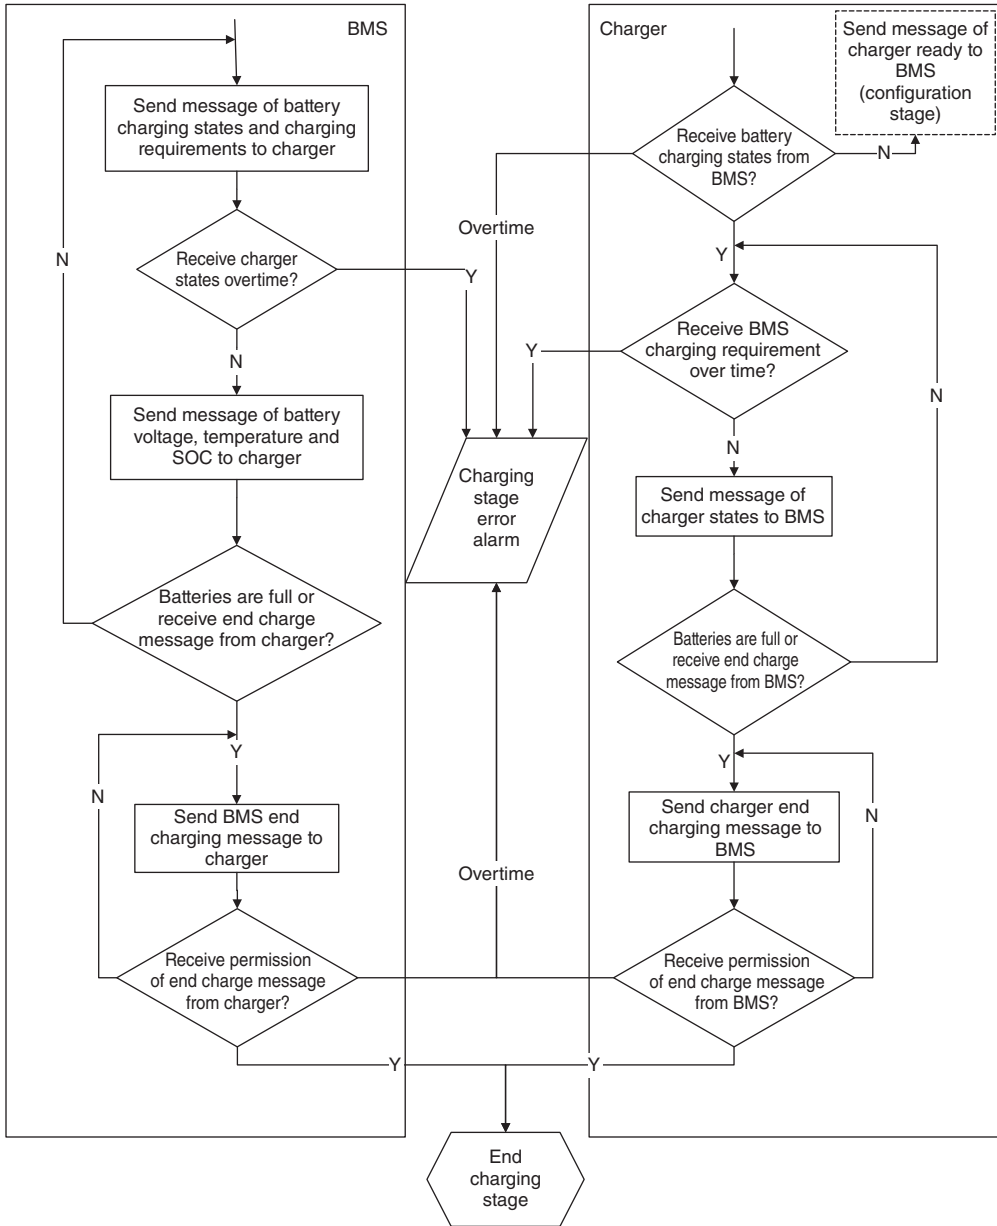 BMS
Send message of battery
charging states and charging
requirements to charger
N
Receive charger
states overtime?
Y
N
Send message of battery
voltage, temperature and
SOC to charger
Batteries are full or
receive end charge
message from charger?
Y
N
Send BMS end
charging message to
charger
Receive permission
of end charge message
from charger?
Y
Overtime
Charging
stage
error
alarm
Overtime
End
charging
stage
Charger
Send message of
charger ready to
BMS
(configuration
stage)
Receive battery
charging states from
BMS?
N
Y
Receive BMS
charging requirement
over time?
Y
N
N
Send message of
charger states to BMS
Batteries are full or
receive end charge
message from BMS?
Y
Send charger end
charging message to
BMS
N
Receive permission
of end charge message
from BMS?
Y